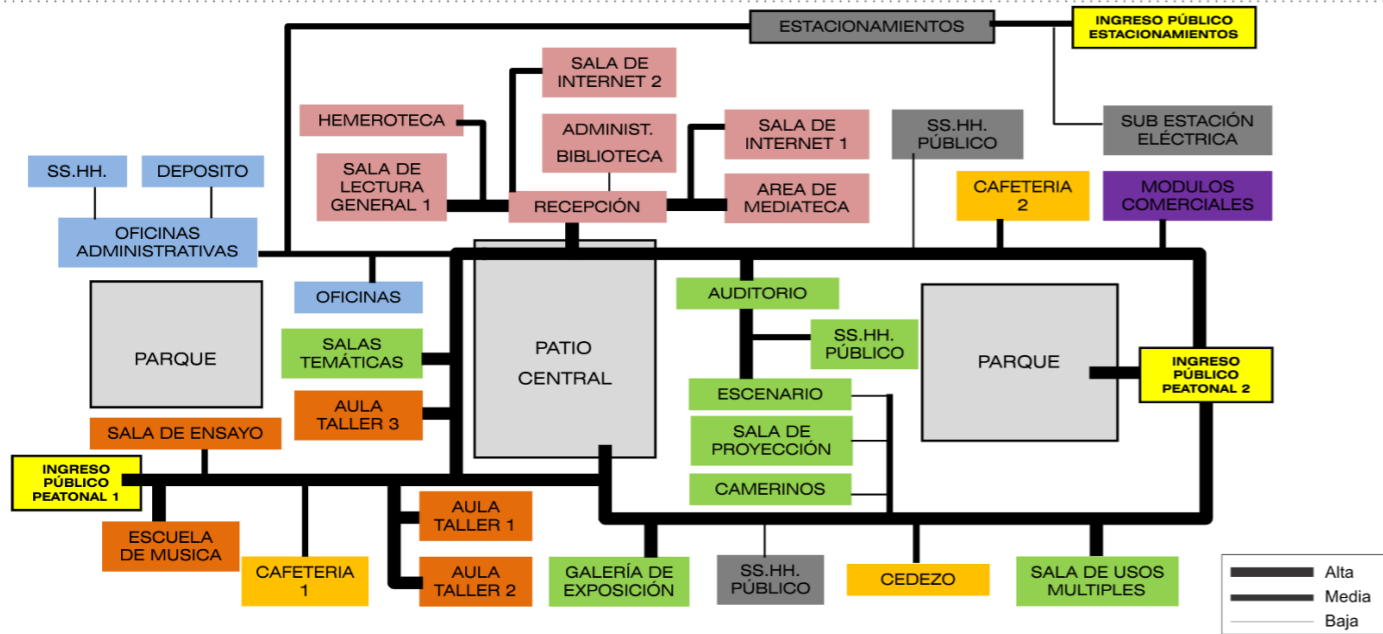 ESTACIONAMIENTOS
INGRESO PÚBLICO
ESTACIONAMIENTOS
SALA DE
INTERNET 2
HEMEROTECA
ADMINIST.
BIBLIOTECA
SALA DE
INTERNET 1
SS.HH.
PÚBLICO
SUB ESTACIÓN
ELÉCTRICA
SS.HH.
DEPOSITO
SALA DE
LECTURA
GENERAL 1
RECEPCIÓN
AREA DE
MEDIATECA
CAFETERIA
2
MODULOS
COMERCIALES
OFICINAS
ADMINISTRATIVAS
OFICINAS
AUDITORIO
PARQUE
SALAS
TEMÁTICAS
PATIO
CENTRAL
SS.HH.
PÚBLICO
PARQUE
INGRESO
PÚBLICO
PEATONAL 2
AULA
TALLER 3
ESCENARIO
SALA DE
PROYECCIÓN
CAMERINOS
SALA DE ENSAYO
INGRESO
PÚBLICO
PEATONAL 1
ESCUELA
DE MUSICA
CAFETERIA
1
AULA
TALLER 1
AULA
TALLER 2
GALERÍA DE
EXPOSICIÓN
SS.HH.
PÚBLICO
CEDEZO
SALA DE USOS
MULTIPLES
Alta
Media
Baja